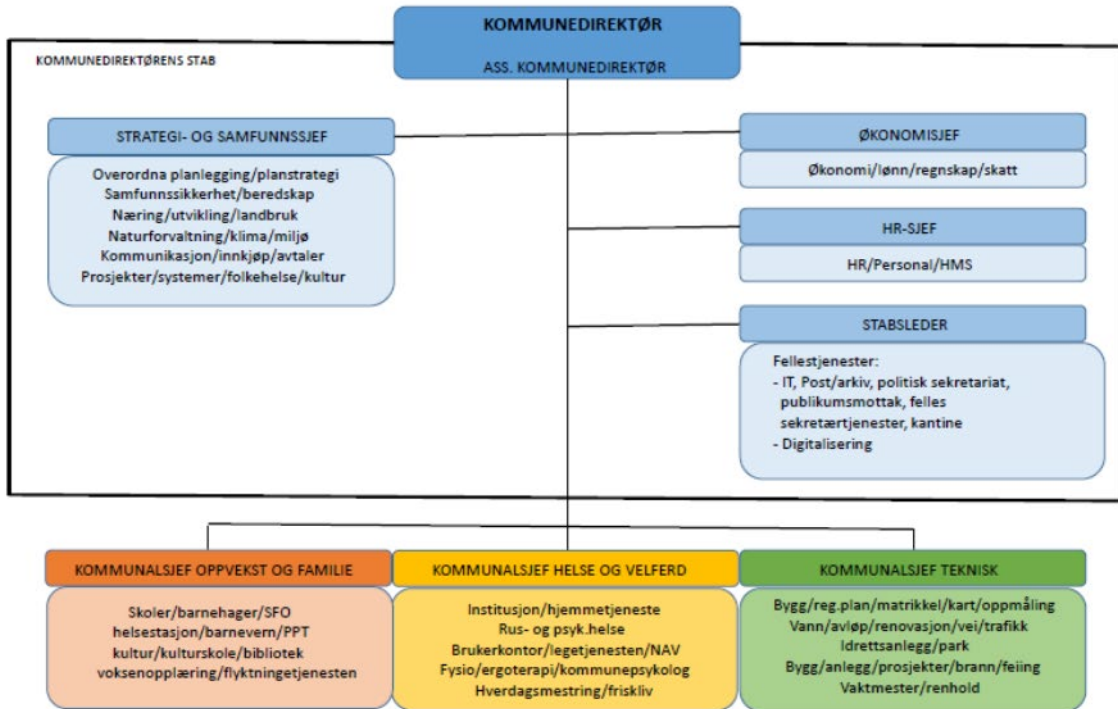 KOMMUNEDIREKTØR
ASS. KOMMUNEDIREKTØR
KOMMUNEDIREKTØRENS STAB
STRATEGI- OG SAMFUNNSSJEF
Overordna planlegging/planstrategi
Samfunnssikkerhet/beredskap
Næring/utvikling/landbruk
Naturforvaltning/klima/miljø
Kommunikasjon/innkjøp/avtaler
Prosjekter/systemer/folkehelse/kultur
ØKONOMISJEF
Økonomi/lønn/regnskap/skatt
HR-SJEF
HR/Personal/HMS
STABSLEDER
Fellestjenester:
- IT, Post/arkiv, politisk sekretariat,
publikumsmottak, felles
sekretærtjenester, kantine
- Digitalisering
KOMMUNALSJEF OPPVEKST OG FAMILIE
Skoler/barnehager/SFO
helsestasjon/barnevern/PPT
kultur/kulturskole/bibliotek
voksenopplæring/flyktningetjenesten
KOMMUNALSJEF HELSE OG VELFERD
Institusjon/hjemmetjeneste
Rus- og psyk.helse
Brukerkontor/legetjenesten/NAV
Fysio/ergoterapi/kommunepsykolog
Hverdagsmestring/friskliv
KOMMUNALSJEF TEKNISK
Bygg/reg.plan/matrikkel/kart/oppmåling
Vann/avløp/renovasjon/vei/trafikk
Idrettsanlegg/park
Bygg/anlegg/prosjekter/brann/feiing
Vaktmester/renhold